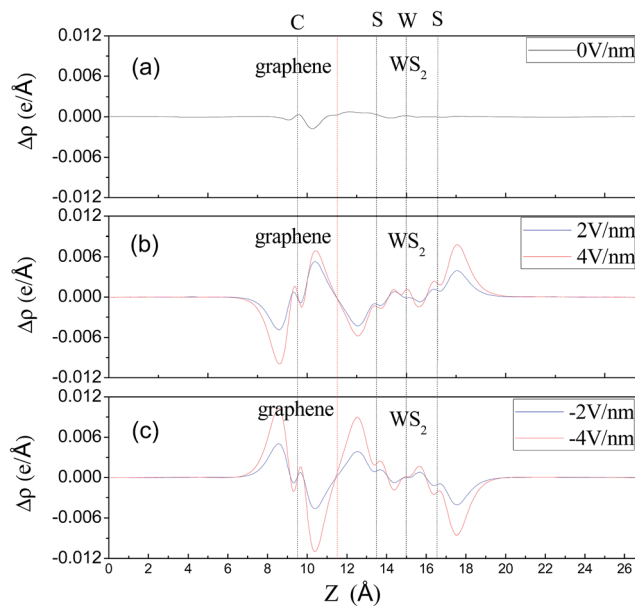 C S W S
0.012
0.006
0.000
-0.006
-0.012
Δρ (e/Å)
(a)
graphene
WS2
0V/nm
0.012
0.006
0.000
-0.006
-0.012
Δρ (e/Å)
(b)
graphene
WS2
2V/nm
4V/nm
0.012
0.006
0.000
-0.006
-0.012
Δρ (e/Å)
(c)
graphene
WS2
-2V/nm
-4V/nm
0 2 4 6 8 10 12 14 16 18 20 22 24 26
Z (Å)